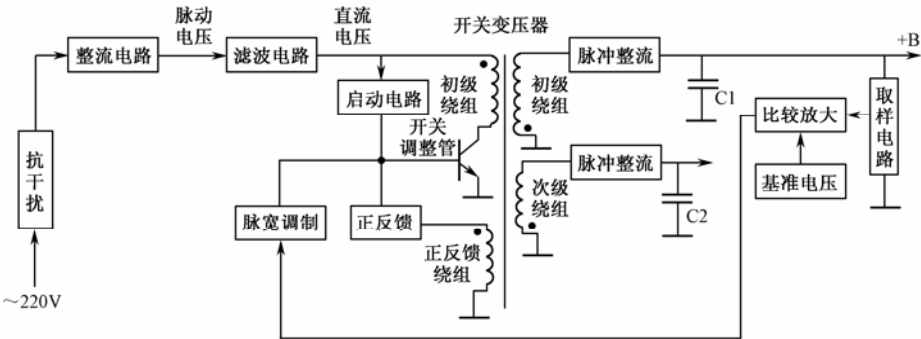 脉动
电压
直流
电压
开关变压器
+B
整流电路
滤波电路
脉冲整流
启动电路
初级
绕组
初级
绕组
C1
比较放大
取
样
电
路
开关
调整管
抗
干
扰
脉冲整流
基准电压
次级
绕组
C2
脉宽调制
正反馈
正反馈
绕组
～220V